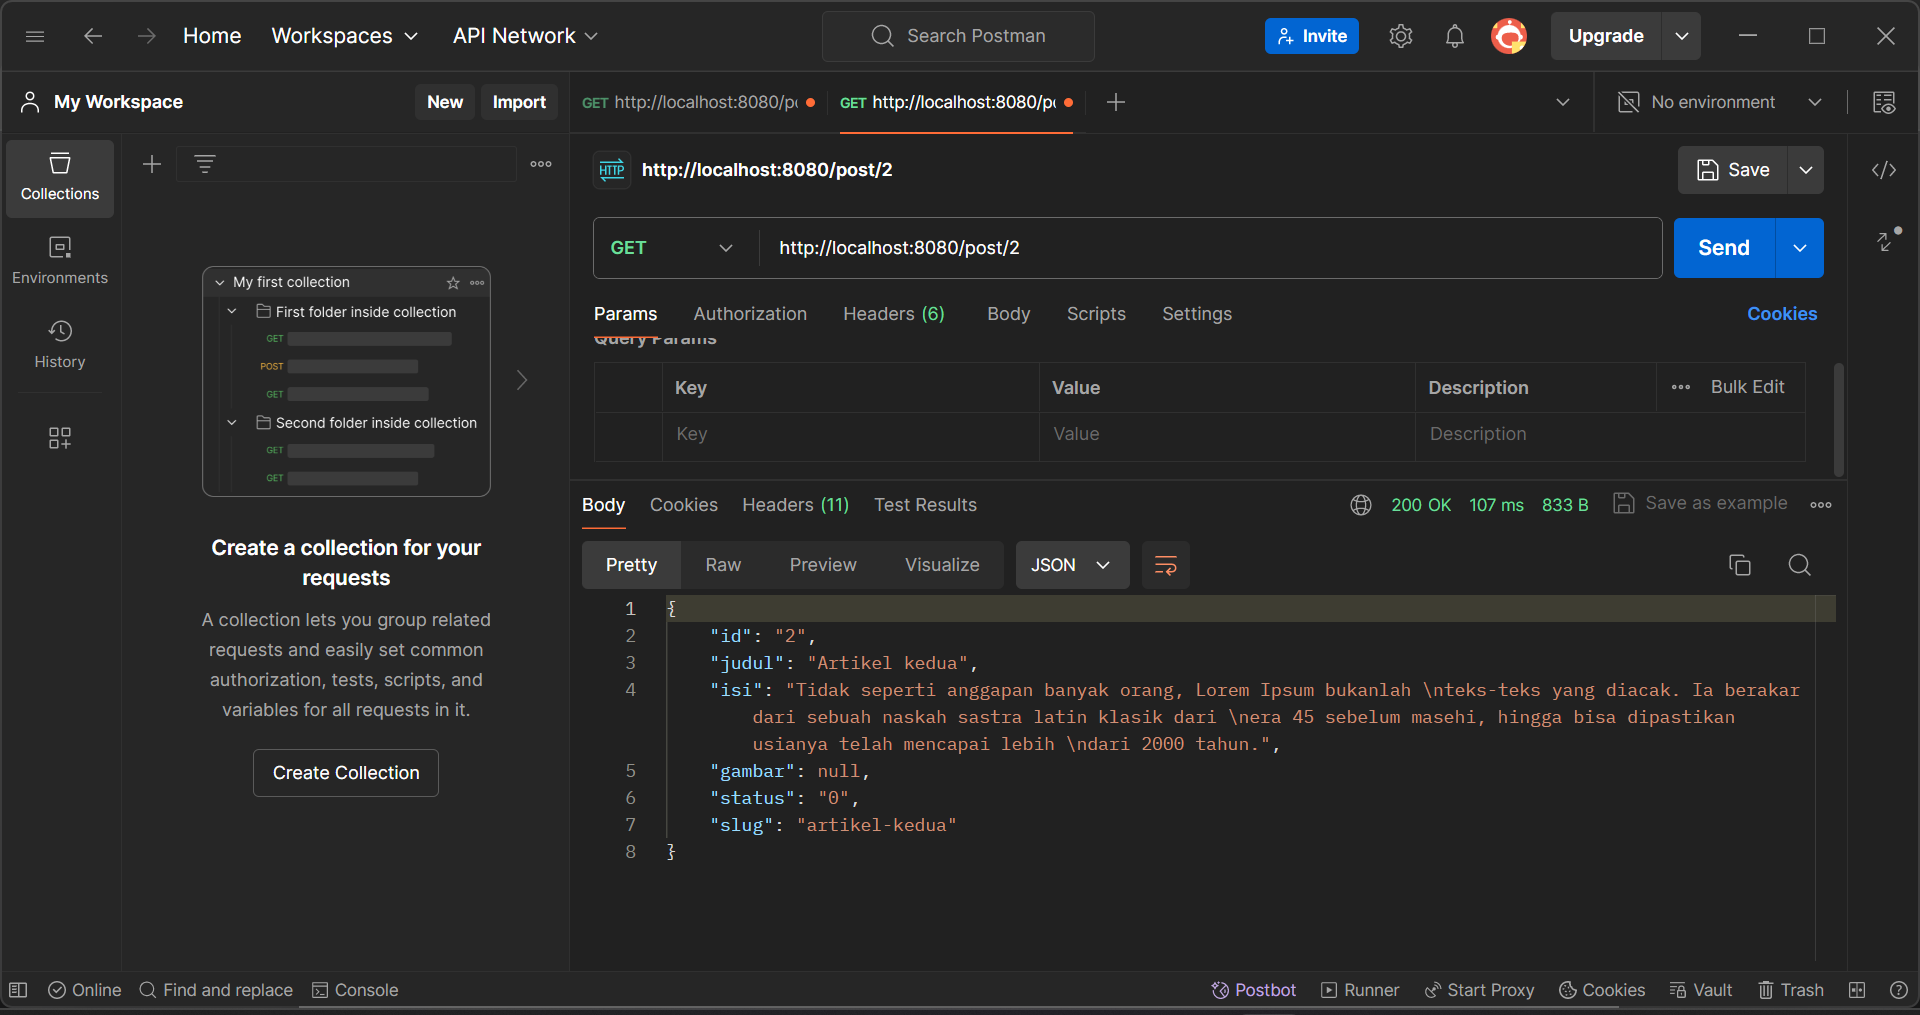 Home Workspaces API Network Search Postman Invite Upgrade
My Workspace New Import
GET http://localhost:8080/p GET http://localhost:8080/p No environment
Collections
Environments
History
My first collection
First folder inside collection
GET
POST
GET
Second folder inside collection
GET
GET
Create a collection for your
requests
A collection lets you group related
requests and easily set common
authorization, tests, scripts, and
variables for all requests in it.
Create Collection
HTTP http://localhost:8080/post/2 Save
GET http://localhost:8080/post/2 Send
Params Authorization Headers (6) Body Scripts Settings Cookies
Query Params
Key Value Description Bulk Edit
Key Value Description
Body Cookies Headers (11) Test Results 200 OK 107 ms 833 B Save as example
Pretty Raw Preview Visualize JSON
1 {
2 "id": "2",
3 "judul": "Artikel kedua",
4 "isi": "Tidak seperti anggapan banyak orang, Lorem Ipsum bukanlah \nteks-teks yang diacak. Ia berakar
dari sebuah naskah sastra latin klasik dari \nera 45 sebelum masehi, hingga bisa dipastikan
usianya telah mencapai lebih \ndari 2000 tahun.",
5 "gambar": null,
6 "status": "0",
7 "slug": "artikel-kedua"
8 }
Online Find and replace Console Postbot Runner Start Proxy Cookies Vault Trash